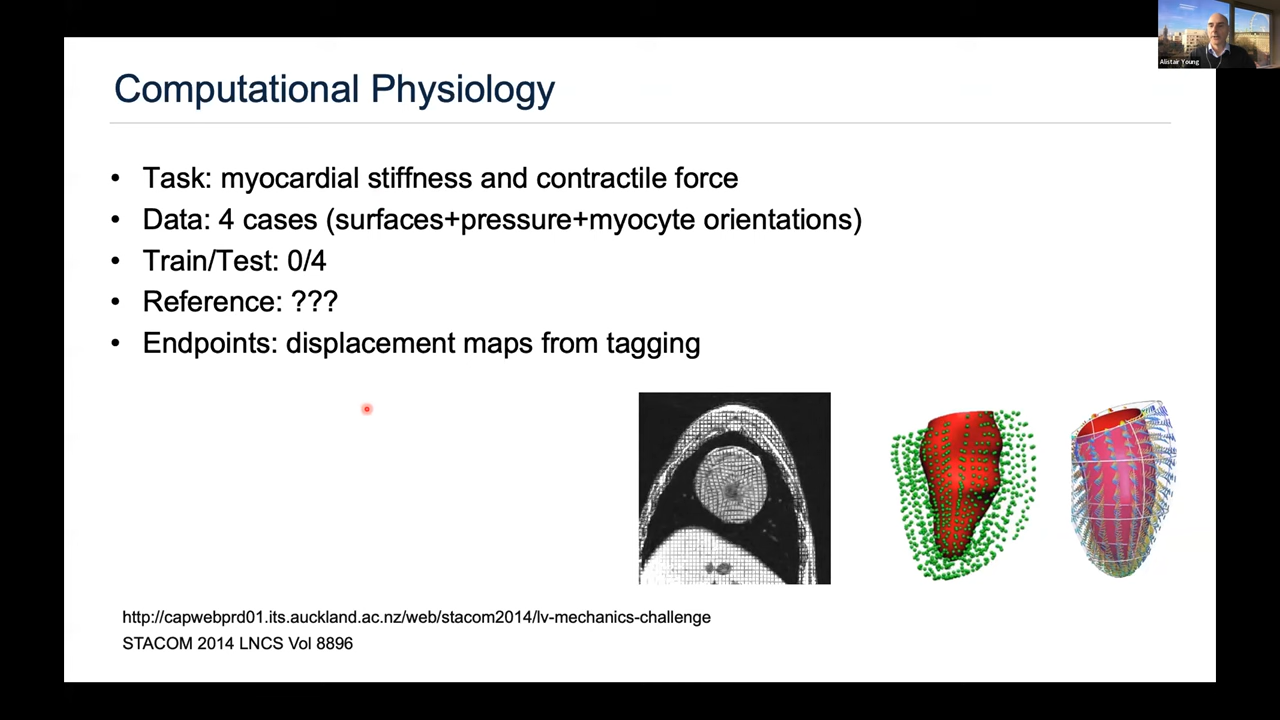 Alistair Young
Computational Physiology
• Task: myocardial stiffness and contractile force
• Data: 4 cases (surfaces+pressure+myocyte orientations)
• Train/Test: 0/4
• Reference: ???
• Endpoints: displacement maps from tagging
http://capwebprd01.its.auckland.ac.nz/web/stacom2014/lv-mechanics-challenge
STACOM 2014 LNCS Vol 8896